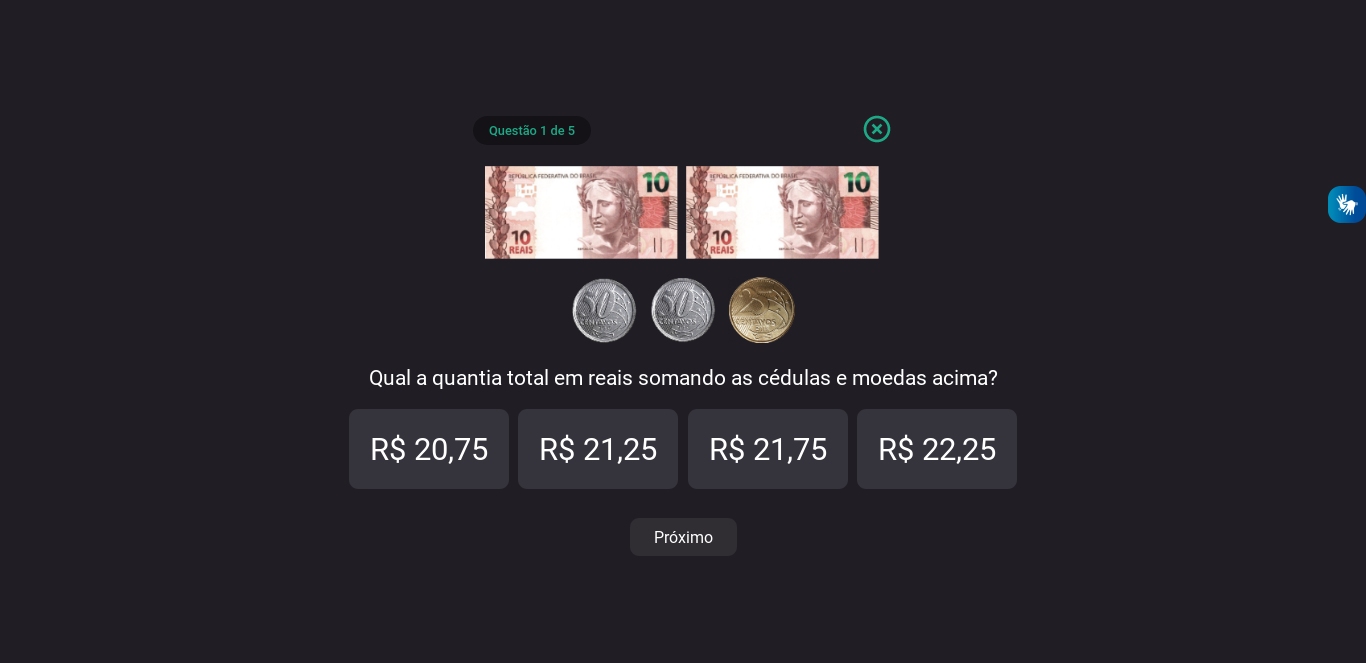 Questão 1 de 5
REPÚBLICA FEDERATIVA DO BRASIL 10
10 REAIS
REPÚBLICA FEDERATIVA DO BRASIL 10
10 REAIS
50 CENTAVOS
50 CENTAVOS
25 CENTAVOS
Qual a quantia total em reais somando as cédulas e moedas acima?
R$ 20,75
R$ 21,25
R$ 21,75
R$ 22,25
Próximo